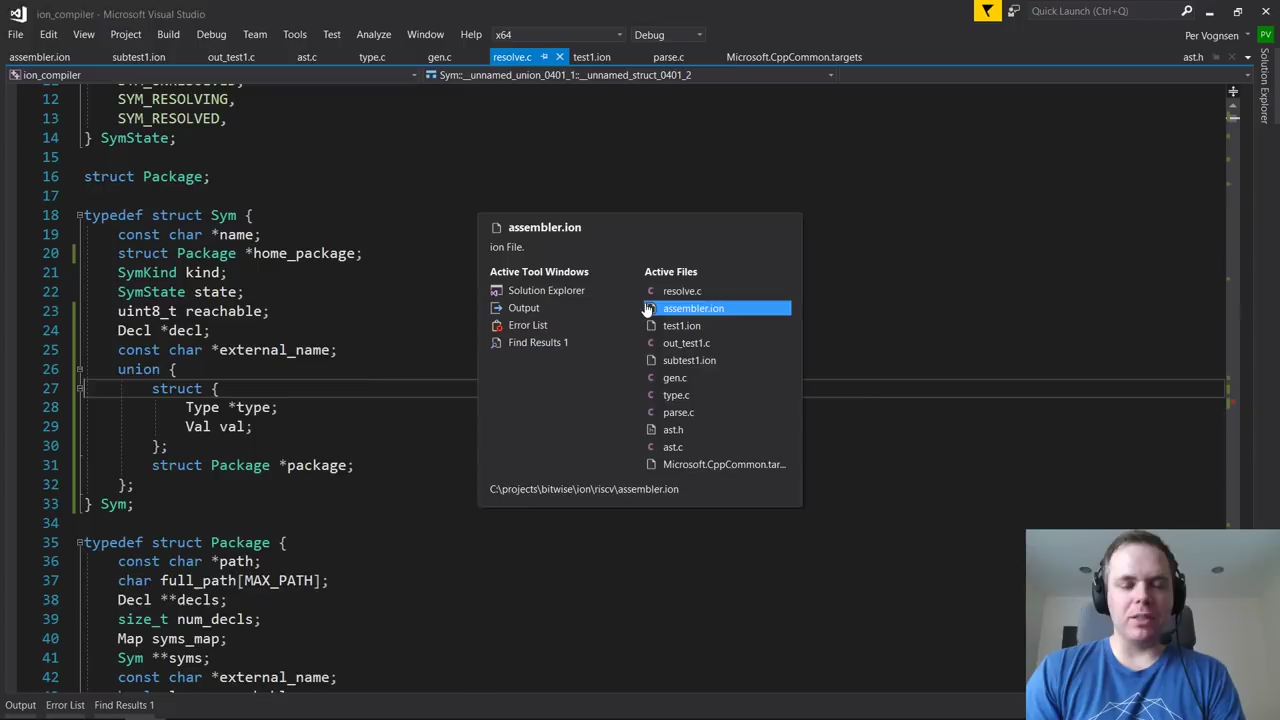 ion_compiler - Microsoft Visual Studio
Quick Launch (Ctrl+Q)
File Edit View Project Build Debug Team Tools Test Analyze Window Help x64 Debug
Per Vognsen PV
assembler.ion subtest1.ion out_test1.c ast.c type.c gen.c resolve.c test1.ion parse.c Microsoft.CppCommon.targets ast.h
ion_compiler Sym::__unnamed_union_0401_1::__unnamed_struct_0401_2
Solution Explorer
12 SYM_RESOLVING,
13 SYM_RESOLVED,
14 } SymState;
15
16 struct Package;
17
18 typedef struct Sym {
19 const char *name;
20 struct Package *home_package;
21 SymKind kind;
22 SymState state;
23 uint8_t reachable;
24 Decl *decl;
25 const char *external_name;
26 union {
27 struct {
28 Type *type;
29 Val val;
30 };
31 struct Package *package;
32 };
33 } Sym;
34
35 typedef struct Package {
36 const char *path;
37 char full_path[MAX_PATH];
38 Decl **decls;
39 size_t num_decls;
40 Map syms_map;
41 Sym **syms;
42 const char *external_name;
assembler.ion
ion File.
Active Tool Windows
Solution Explorer
Output
Error List
Find Results 1
Active Files
resolve.c
assembler.ion
test1.ion
out_test1.c
subtest1.ion
gen.c
type.c
parse.c
ast.h
ast.c
Microsoft.CppCommon.tar...
C:\projects\bitwise\ion\riscv\assembler.ion
Output Error List Find Results 1